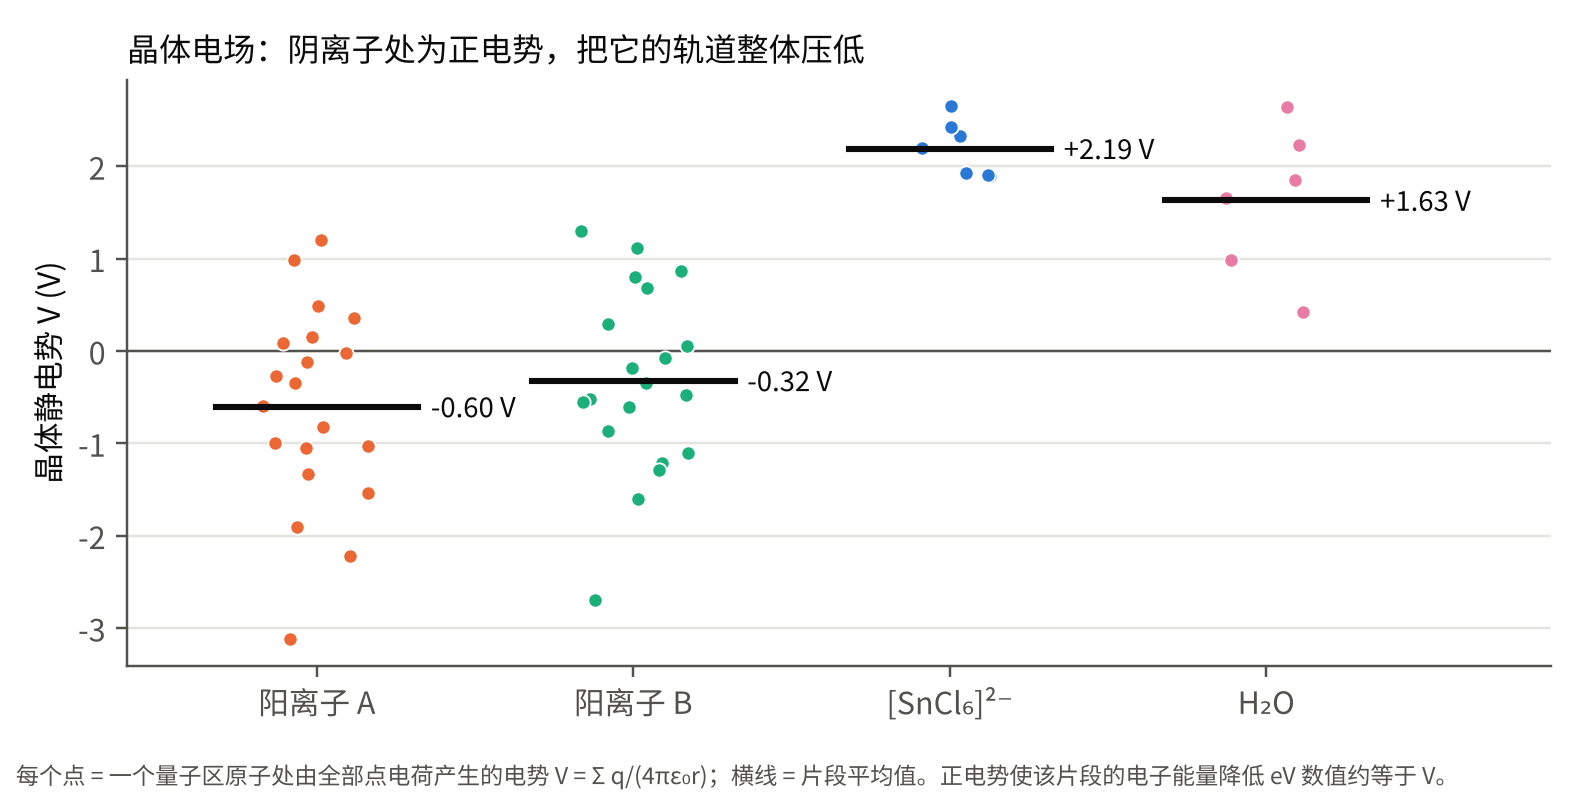 晶体电场：阴离子处为正电势，把它的轨道整体压低
晶体静电势 V (V)
2
1
0
-1
-2
-3
-0.60 V
-0.32 V
+2.19 V
+1.63 V
阳离子 A
阳离子 B
[SnCl₆]²⁻
H₂O
每个点 = 一个量子区原子处由全部点电荷产生的电势 V = Σ q/(4πε₀r)；横线 = 片段平均值。正电势使该片段的电子能量降低 eV 数值约等于 V。